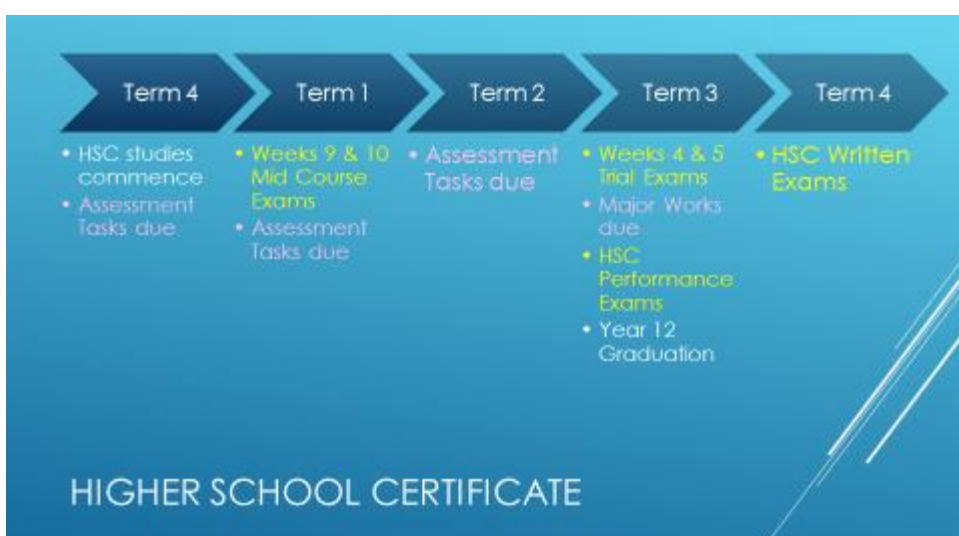 Term 4
• HSC studies
commence
• Assessment
Tasks due
Term 1
• Weeks 9 & 10
Mid Course
Exams
• Assessment
Tasks due
Term 2
• Assessment
Tasks due
Term 3
• Weeks 4 & 5
Trial Exams
• Major Works
due
• HSC
Performance
Exams
• Year 12
Graduation
Term 4
• HSC Written
Exams
HIGHER SCHOOL CERTIFICATE